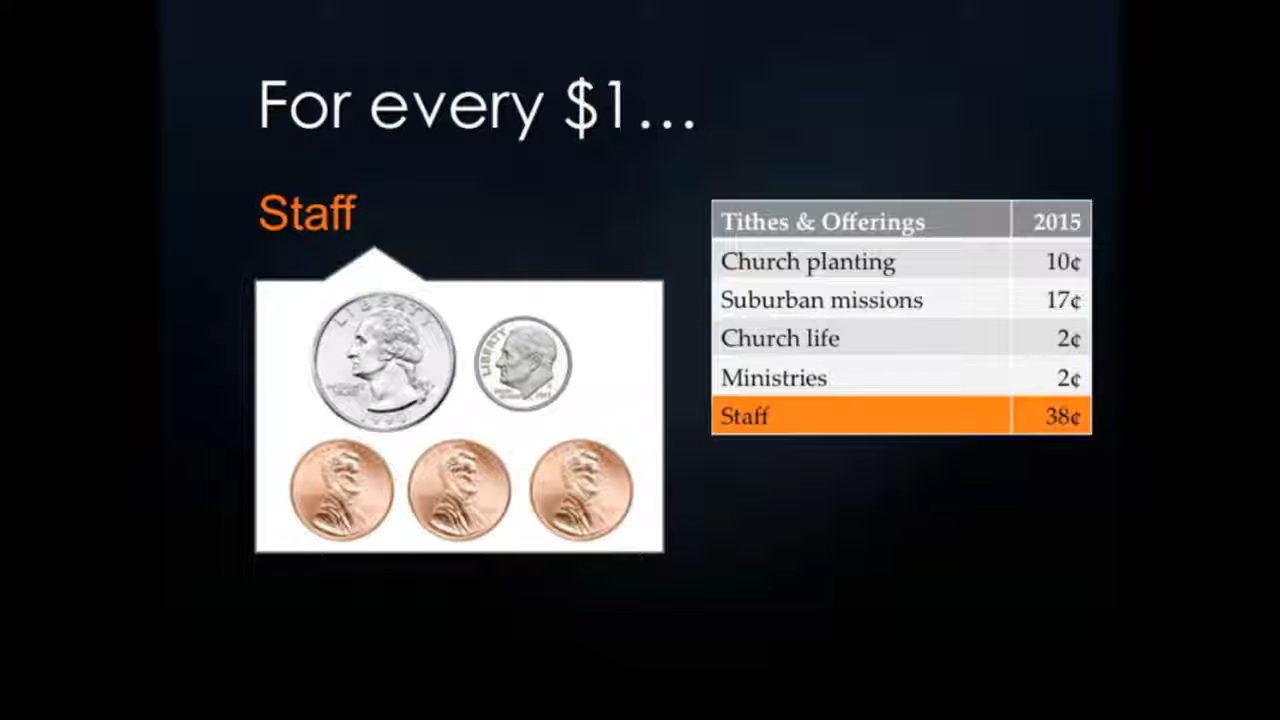 For every $1...
Staff
LIBERTY
LIBERTY
Tithes & Offerings 2015
Church planting 10¢
Suburban missions 17¢
Church life 2¢
Ministries 2¢
Staff 38¢